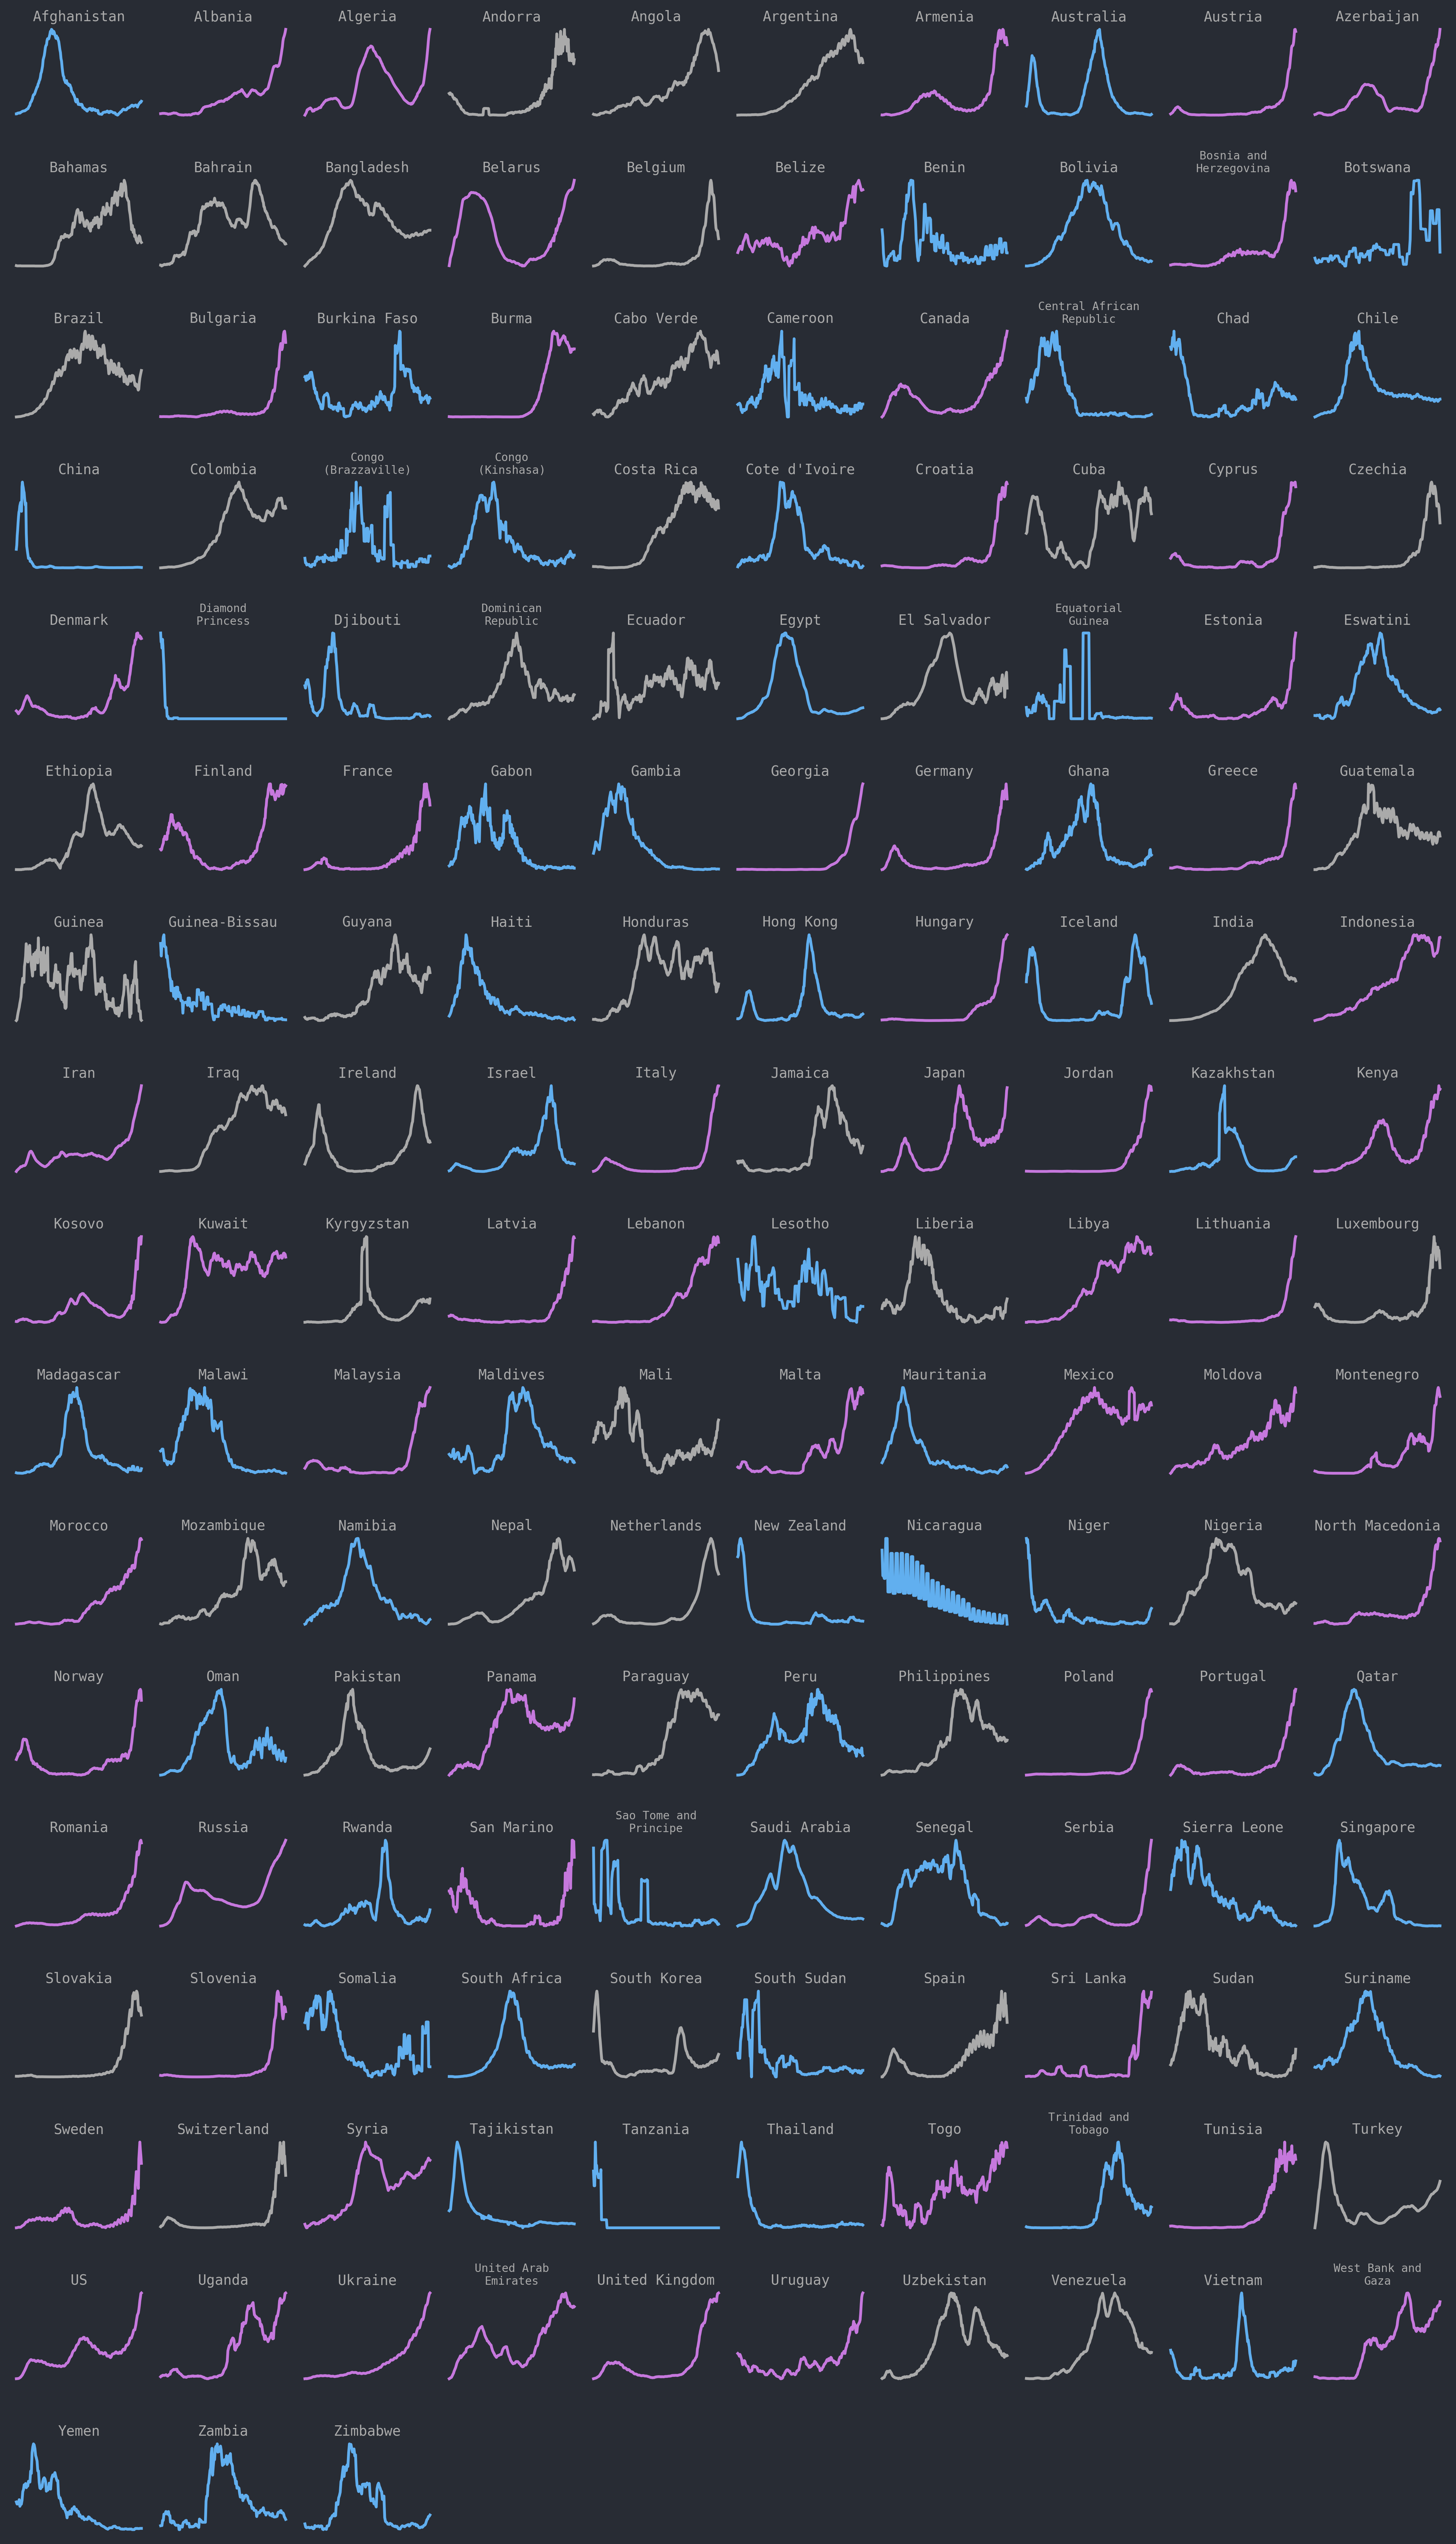 Afghanistan
Albania
Algeria
Andorra
Angola
Argentina
Armenia
Australia
Austria
Azerbaijan
Bahamas
Bahrain
Bangladesh
Belarus
Belgium
Belize
Benin
Bolivia
Bosnia and
Herzegovina
Botswana
Brazil
Bulgaria
Burkina Faso
Burma
Cabo Verde
Cameroon
Canada
Central African
Republic
Chad
Chile
China
Colombia
Congo
(Brazzaville)
Congo
(Kinshasa)
Costa Rica
Cote d'Ivoire
Croatia
Cuba
Cyprus
Czechia
Denmark
Diamond
Princess
Djibouti
Dominican
Republic
Ecuador
Egypt
El Salvador
Equatorial
Guinea
Estonia
Eswatini
Ethiopia
Finland
France
Gabon
Gambia
Georgia
Germany
Ghana
Greece
Guatemala
Guinea
Guinea-Bissau
Guyana
Haiti
Honduras
Hong Kong
Hungary
Iceland
India
Indonesia
Iran
Iraq
Ireland
Israel
Italy
Jamaica
Japan
Jordan
Kazakhstan
Kenya
Kosovo
Kuwait
Kyrgyzstan
Latvia
Lebanon
Lesotho
Liberia
Libya
Lithuania
Luxembourg
Madagascar
Malawi
Malaysia
Maldives
Mali
Malta
Mauritania
Mexico
Moldova
Montenegro
Morocco
Mozambique
Namibia
Nepal
Netherlands
New Zealand
Nicaragua
Niger
Nigeria
North Macedonia
Norway
Oman
Pakistan
Panama
Paraguay
Peru
Philippines
Poland
Portugal
Qatar
Romania
Russia
Rwanda
San Marino
Sao Tome and
Principe
Saudi Arabia
Senegal
Serbia
Sierra Leone
Singapore
Slovakia
Slovenia
Somalia
South Africa
South Korea
South Sudan
Spain
Sri Lanka
Sudan
Suriname
Sweden
Switzerland
Syria
Tajikistan
Tanzania
Thailand
Togo
Trinidad and
Tobago
Tunisia
Turkey
US
Uganda
Ukraine
United Arab
Emirates
United Kingdom
Uruguay
Uzbekistan
Venezuela
Vietnam
West Bank and
Gaza
Yemen
Zambia
Zimbabwe